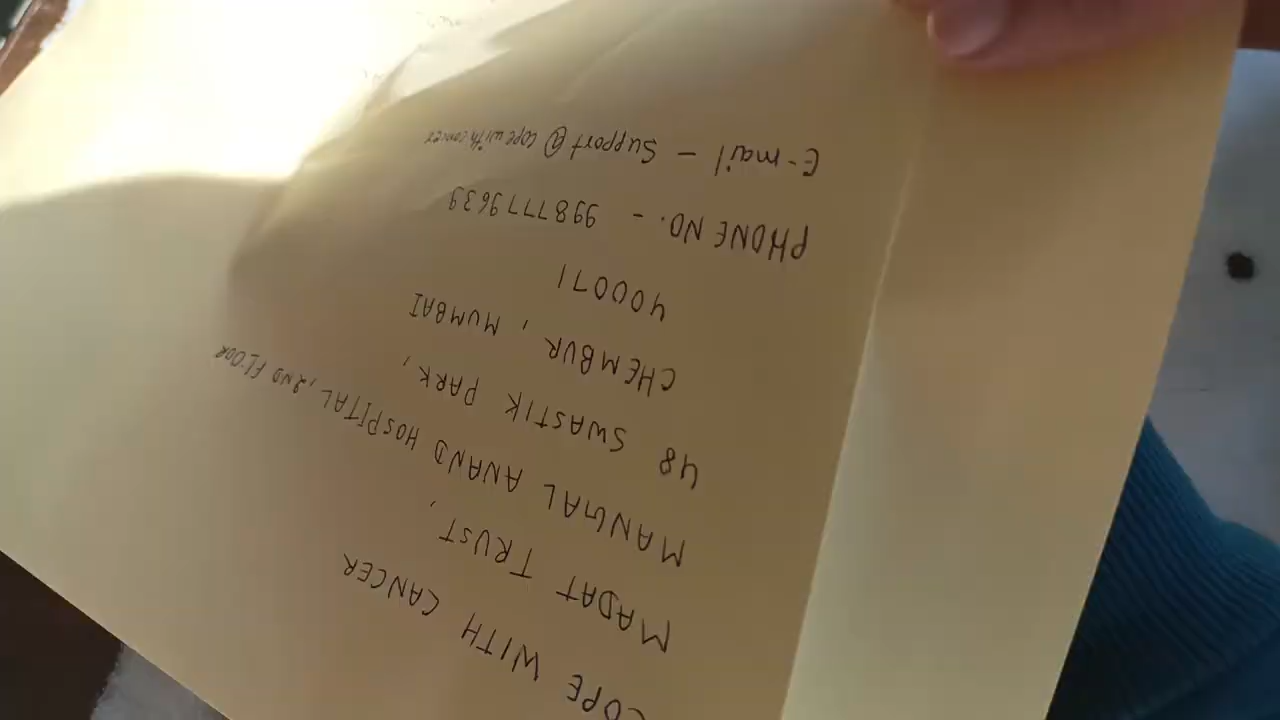 COPE WITH CANCER
MADAT TRUST,
MANGAL ANAND HOSPITAL, 2ND FLOOR
48 SWASTIK PARK,
CHEMBUR, MUMBAI
400071
PHONE NO. - 9987779639
E-mail - Support@copewithcancer